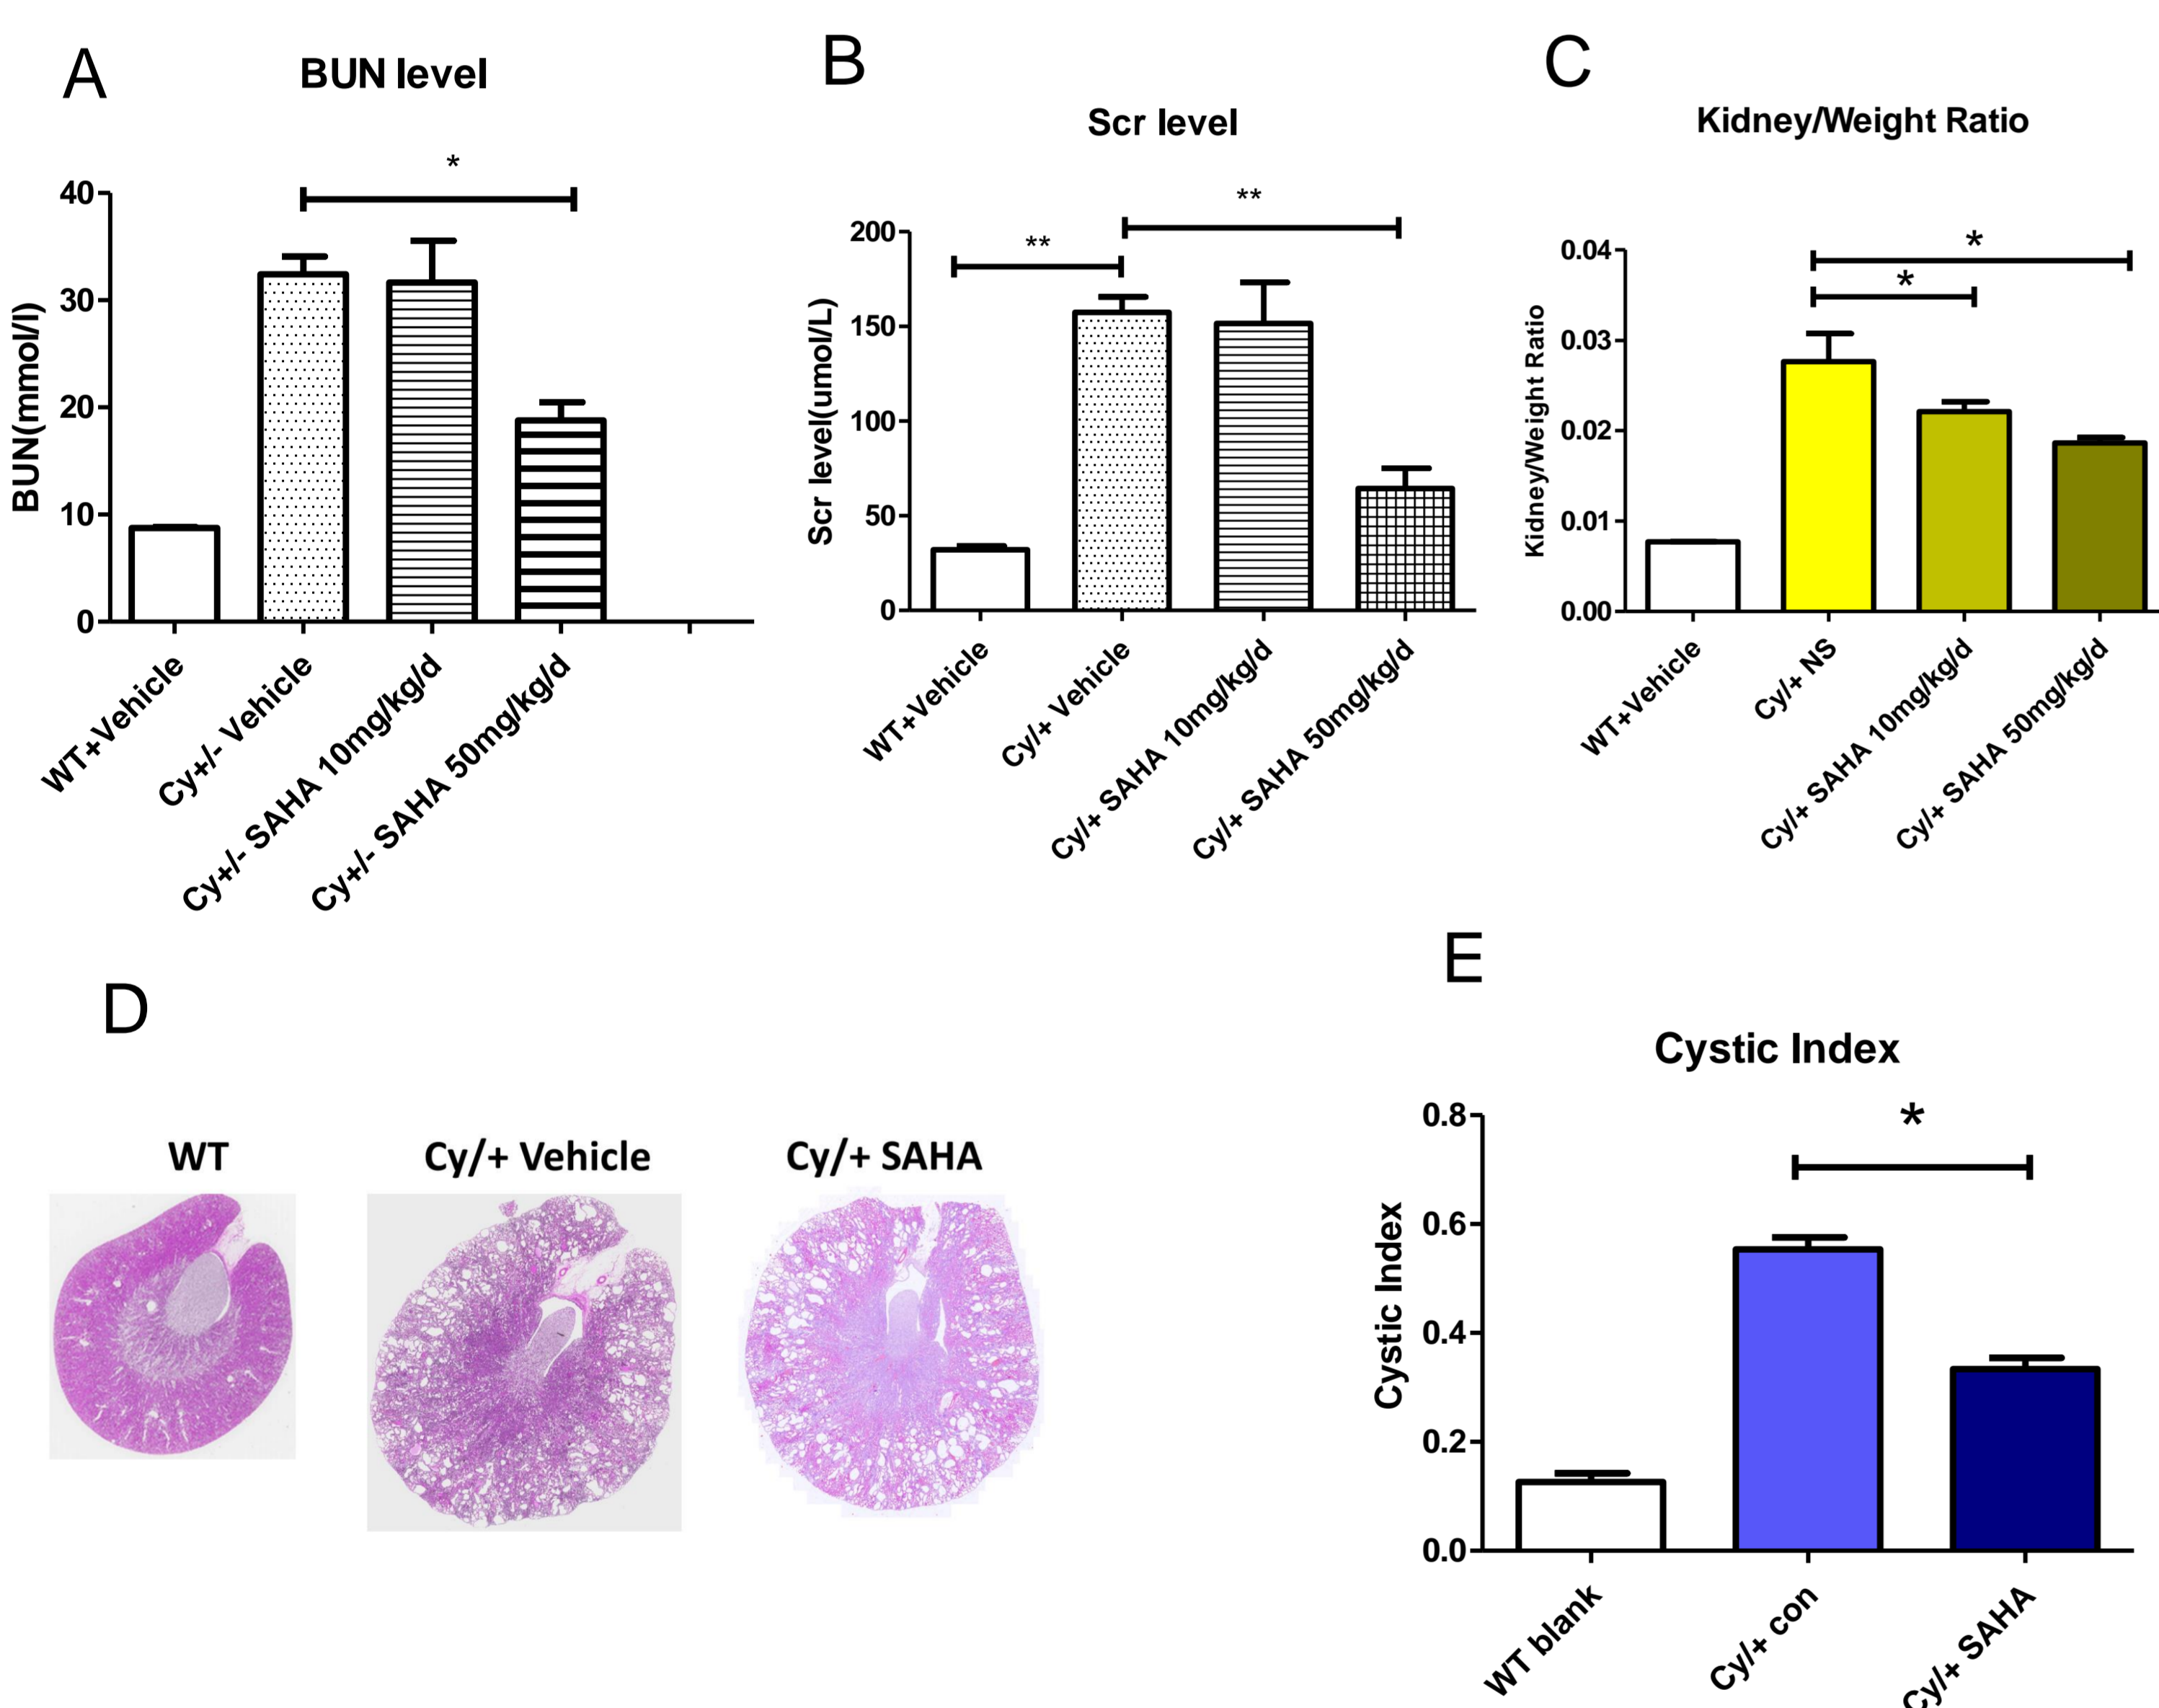 A
BUN level
*
BUN(mmol/l)
40
30
20
10
0
WT+Vehicle
Cy+/- Vehicle
Cy+/- SAHA 10mg/kg/d
Cy+/- SAHA 50mg/kg/d
B
Scr level
**
**
Scr level(umol/L)
200
150
100
50
0
WT+Vehicle
Cy/+ Vehicle
Cy/+ SAHA 10mg/kg/d
Cy/+ SAHA 50mg/kg/d
C
Kidney/Weight Ratio
*
*
Kidney/Weight Ratio
0.04
0.03
0.02
0.01
0.00
WT+Vehicle
Cy/+ NS
Cy/+ SAHA 10mg/kg/d
Cy/+ SAHA 50mg/kg/d
D
WT
Cy/+ Vehicle
Cy/+ SAHA
E
Cystic Index
*
Cystic Index
0.8
0.6
0.4
0.2
0.0
WT blank
Cy/+ con
Cy/+ SAHA